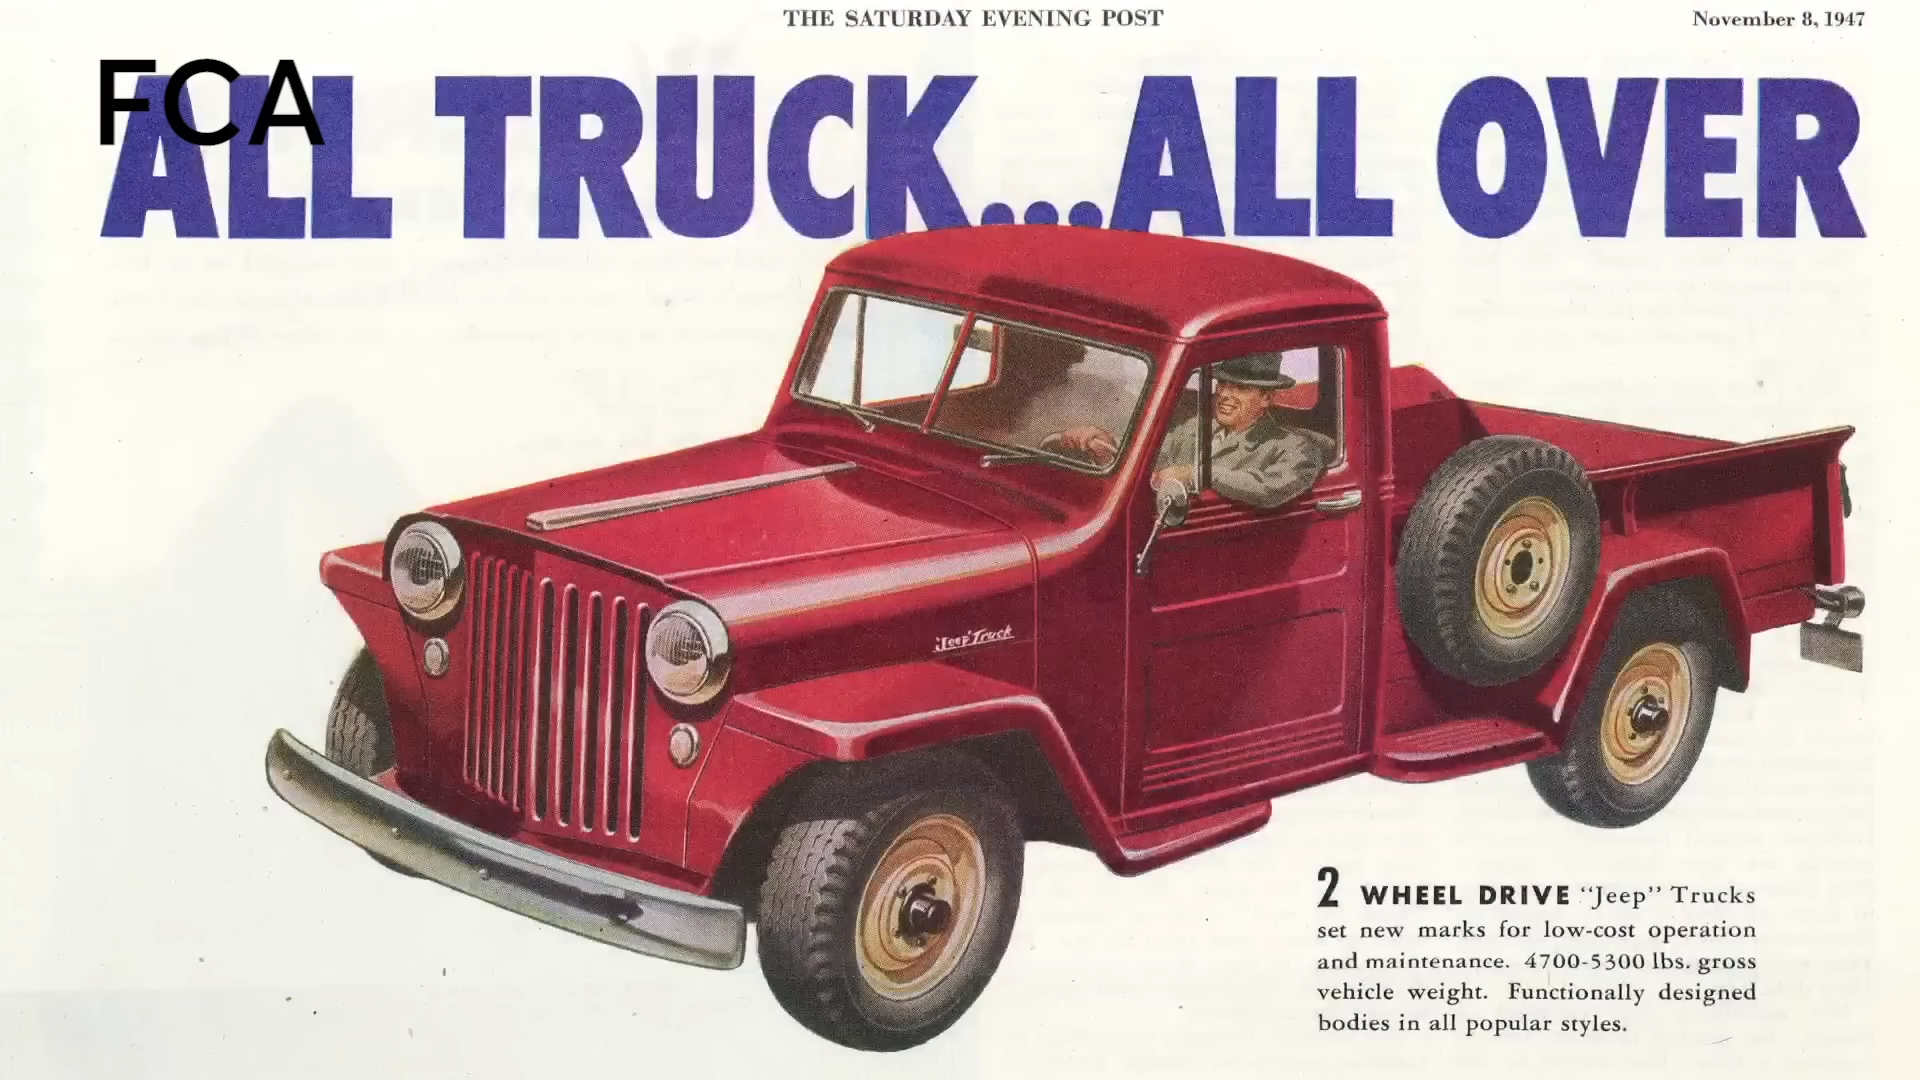 THE SATURDAY EVENING POST
November 8, 1947
FCA
ALL TRUCK...ALL OVER
'Jeep' Truck
2 WHEEL DRIVE "Jeep" Trucks
set new marks for low-cost operation
and maintenance. 4700-5300 lbs. gross
vehicle weight. Functionally designed
bodies in all popular styles.